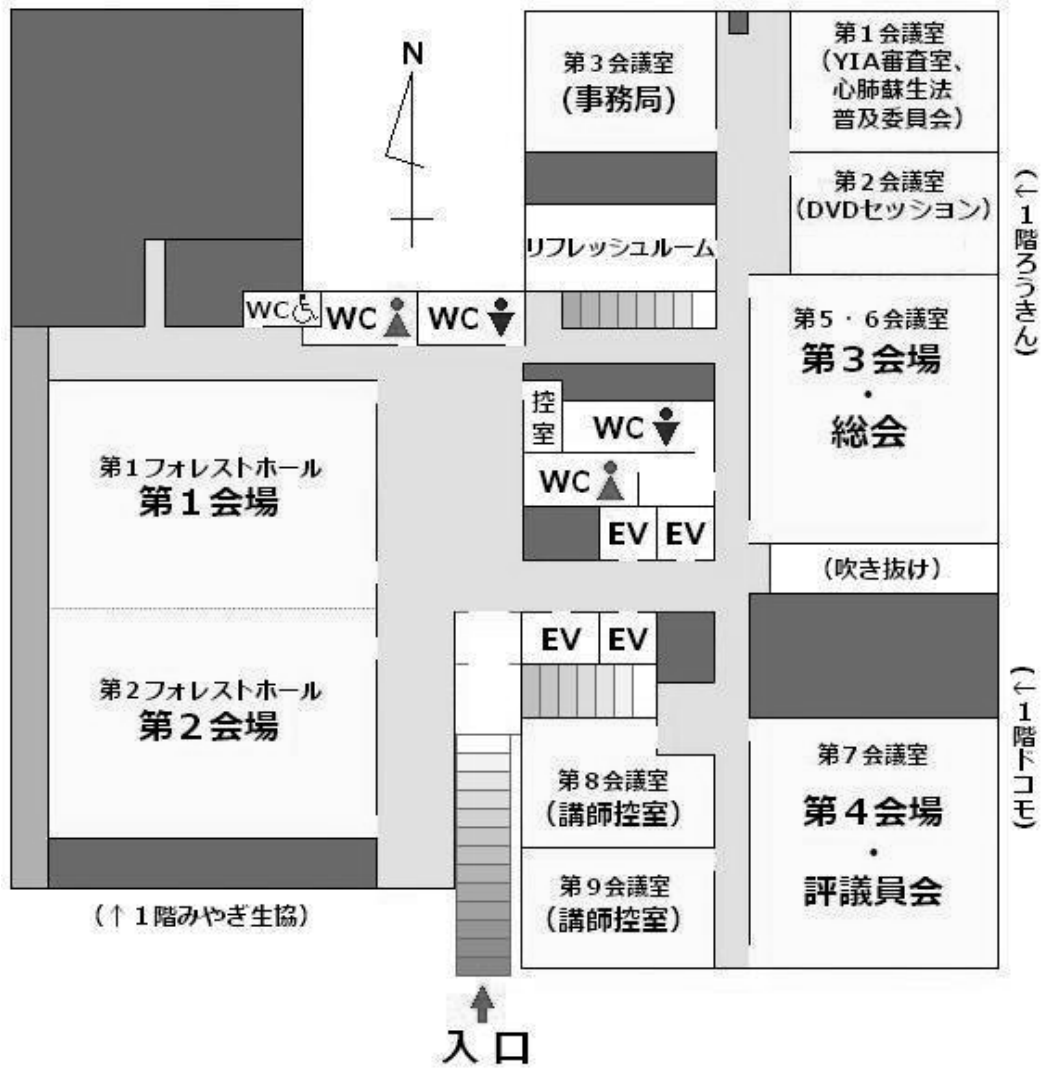 N
第３会議室
(事務局)
第１会議室
（YIA審査室、
心肺蘇生法
普及委員会）
第２会議室
（DVDセッション）
（←１階ろうきん）
リフレッシュルーム
WC
WC
WC
第５・６会議室
第３会場
・
総会
控室
WC
WC
EV
EV
第１フォレストホール
第１会場
（吹き抜け）
EV
EV
第２フォレストホール
第２会場
（←１階ドコモ）
第７会議室
第４会場
・
評議員会
第８会議室
（講師控室）
第９会議室
（講師控室）
（↑１階みやぎ生協）
入口